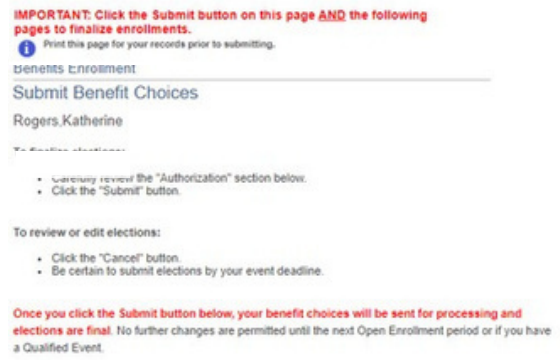 IMPORTANT: Click the Submit button on this page AND the following
pages to finalize enrollments.
Print this page for your records prior to submitting.
Benefits Enrollment
Submit Benefit Choices
Rogers,Katherine
To finalize elections:
• Carefully review the "Authorization" section below.
• Click the "Submit" button.
To review or edit elections:
• Click the "Cancel" button.
• Be certain to submit elections by your event deadline.
Once you click the Submit button below, your benefit choices will be sent for processing and
elections are final. No further changes are permitted until the next Open Enrollment period or if you have
a Qualified Event.